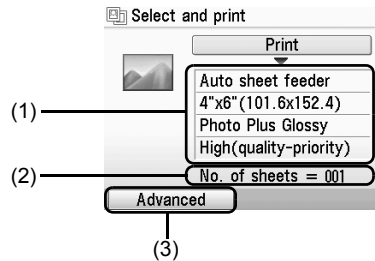 Select and print
Print
Auto sheet feeder
(1)
4"x6"(101.6x152.4)
Photo Plus Glossy
High(quality-priority)
(2)
No. of sheets = 001
Advanced
(3)